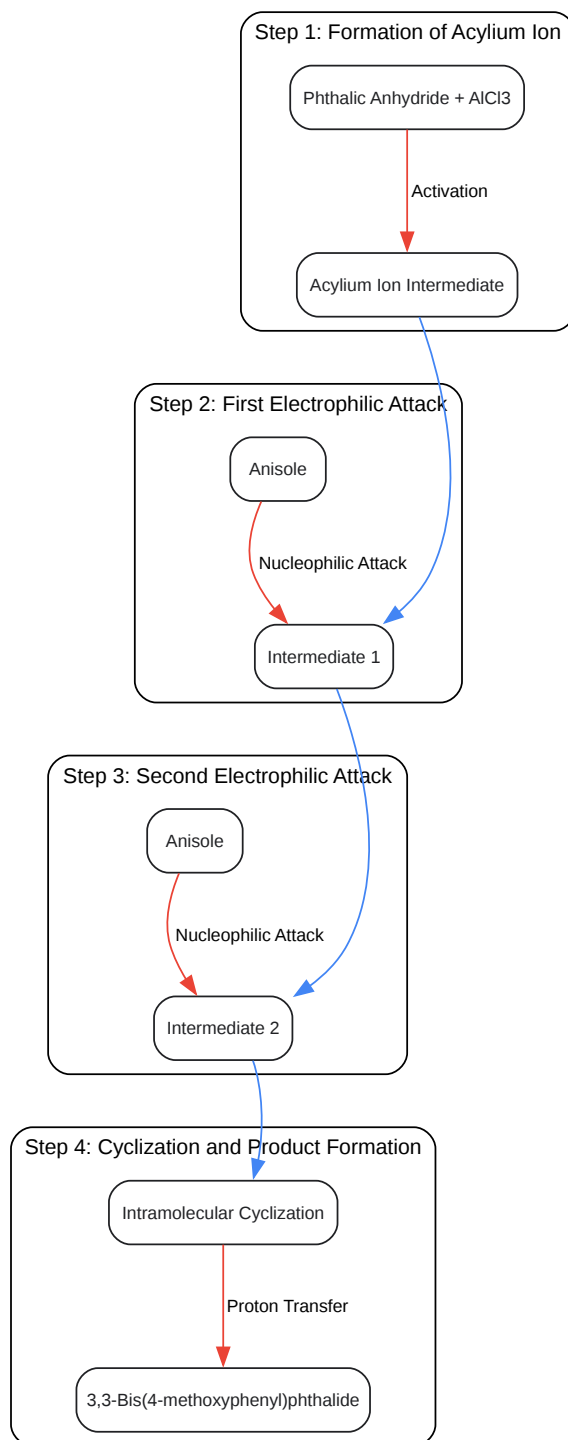 Step 1: Formation of Acylium Ion
Phthalic Anhydride + AlCl3
Activation
Acylium Ion Intermediate
Step 2: First Electrophilic Attack
Anisole
Nucleophilic Attack
Intermediate 1
Step 3: Second Electrophilic Attack
Anisole
Nucleophilic Attack
Intermediate 2
Step 4: Cyclization and Product Formation
Intramolecular Cyclization
Proton Transfer
3,3-Bis(4-methoxyphenyl)phthalide